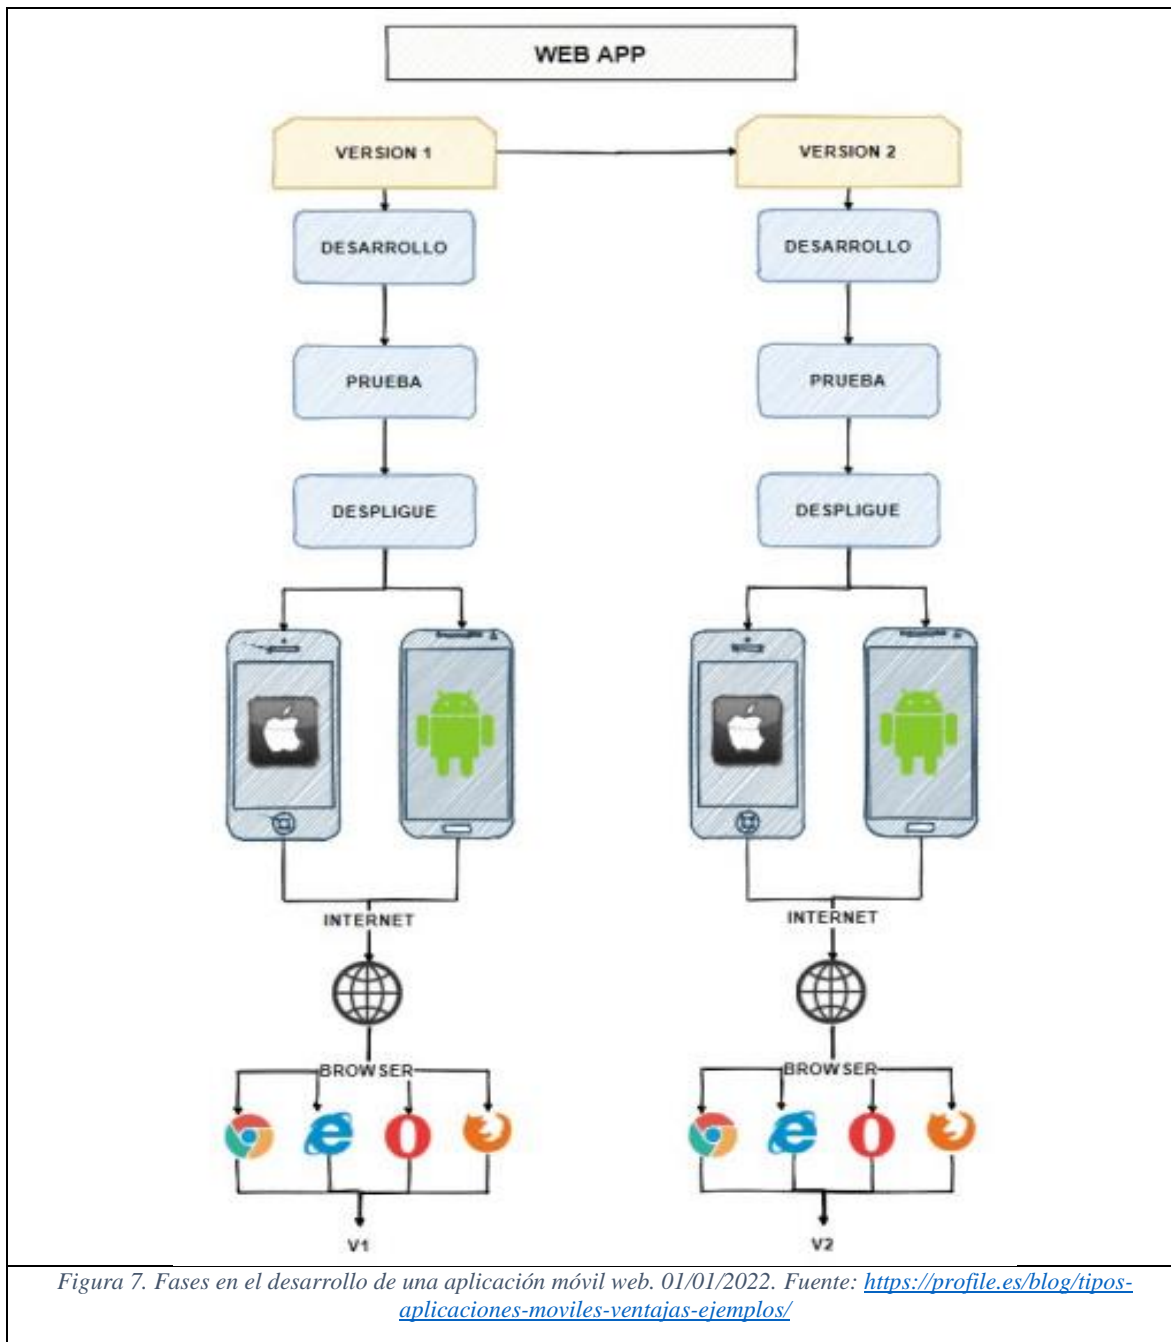 WEB APP
VERSION 1
VERSION 2
DESARROLLO
DESARROLLO
PRUEBA
PRUEBA
DESPLIGUE
DESPLIGUE
INTERNET
INTERNET
BROWSER
BROWSER
V1
V2
Figura 7. Fases en el desarrollo de una aplicación móvil web. 01/01/2022. Fuente: https://profile.es/blog/tipos-
aplicaciones-moviles-ventajas-ejemplos/